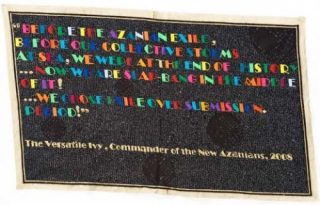 "BEFORE THE AZANIAN EXILE,
BEFORE OUR COLLECTIVE STORMS
AT SEA, WE WERE AT THE END OF HISTORY
... NOW WE ARE SLAP-BANG IN THE MIDDLE
OF IT!
...WE CHOSE EXILE OVER SUBMISSION.
PERIOD!"
The Versatile Ivy, Commander of the New Azanians, 2008